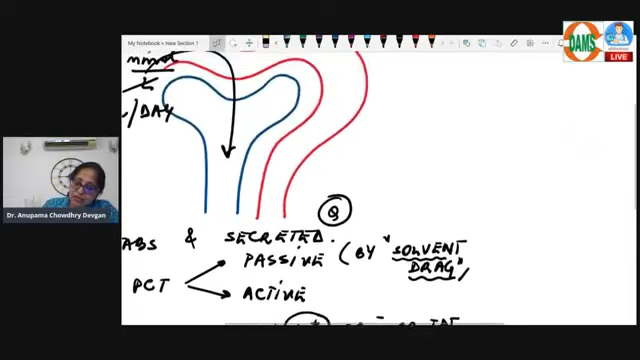 My Notebook » New Section 1
DAMS
LIVE
/DAY
Dr. Anupama Chowdhry Devgan
ABS & SECRETED.
PASSIVE (BY "SOLVENT
DRAG"
PCT
ACTIVE